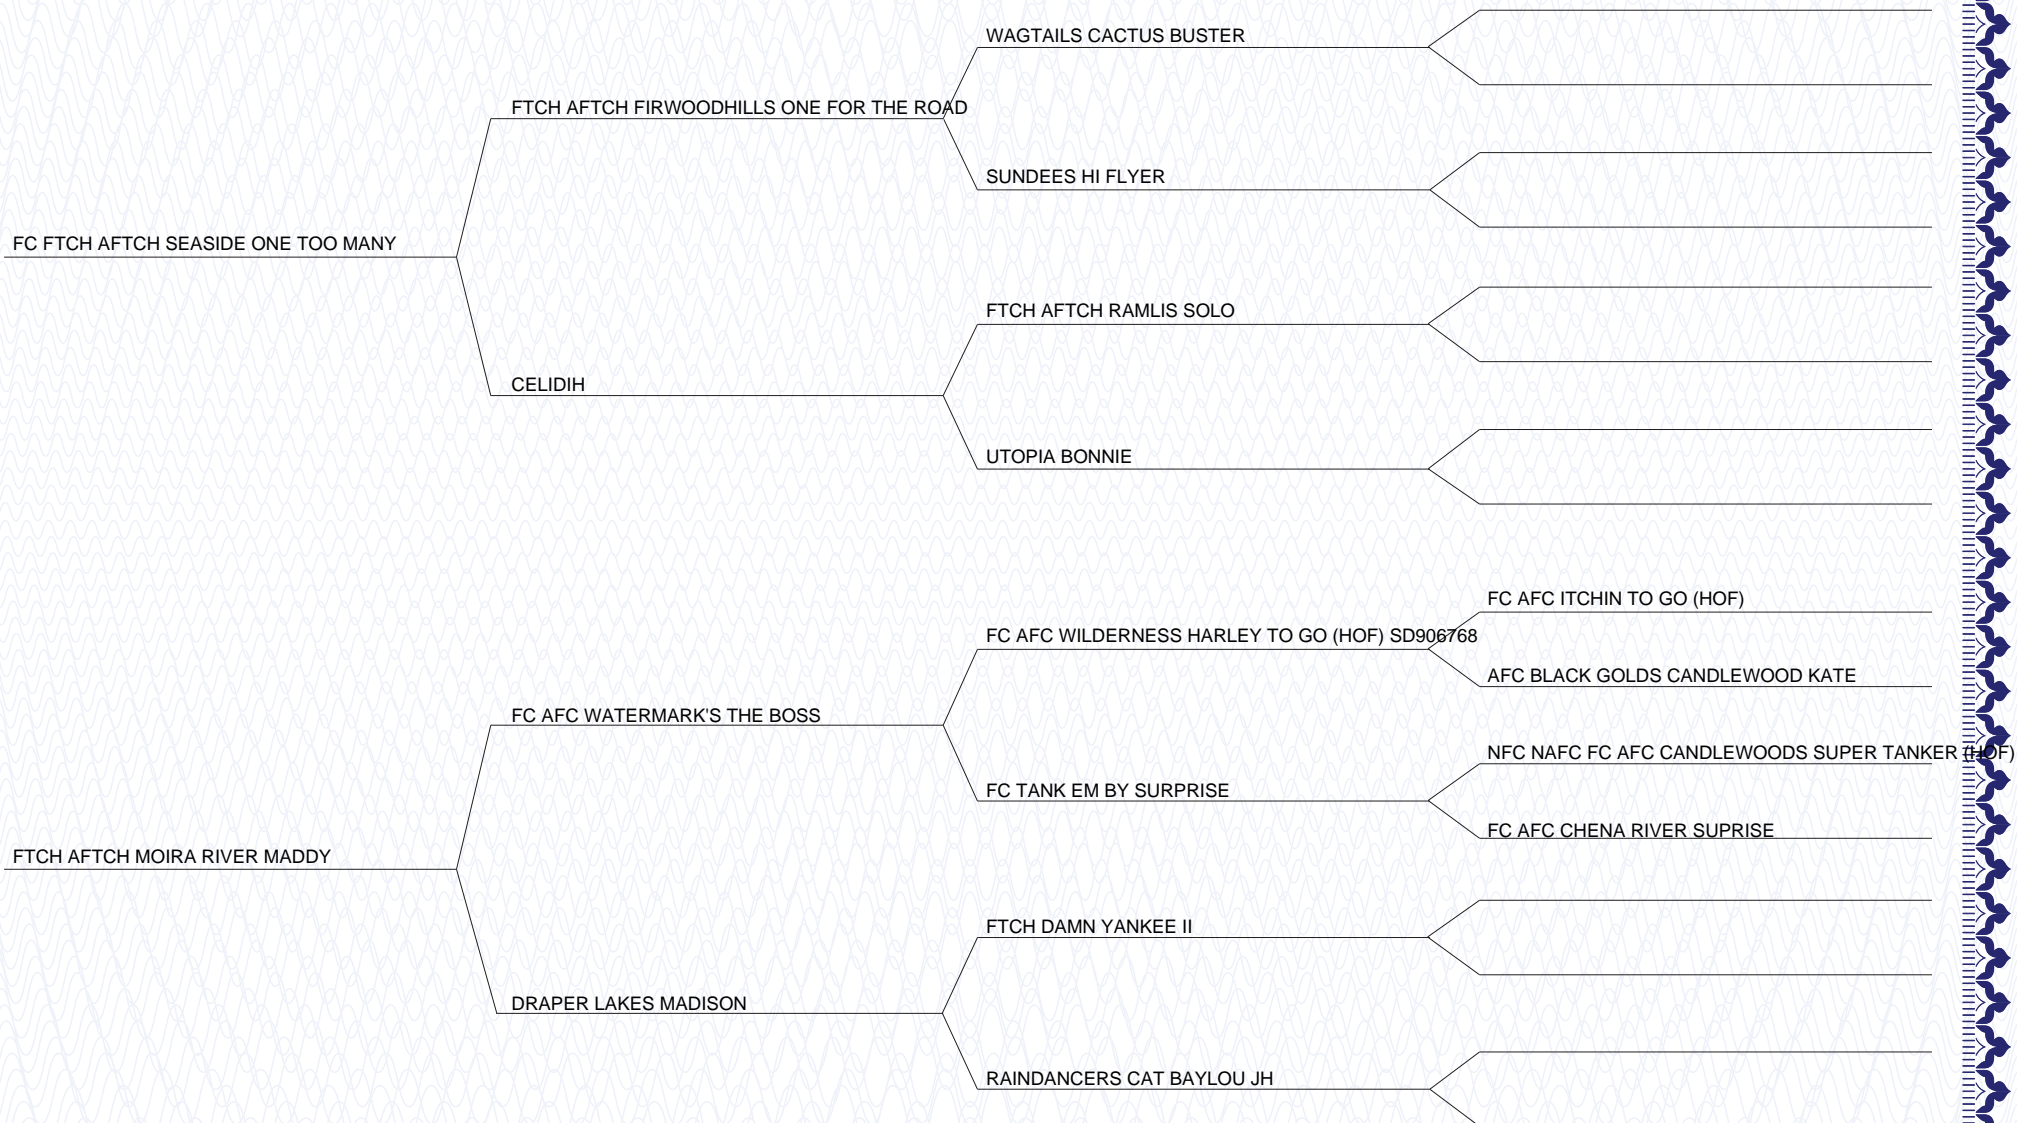 WAGTAILS CACTUS BUSTER
FTCH AFTCH FIRWOODHILLS ONE FOR THE ROAD
SUNDEES HI FLYER
FC FTCH AFTCH SEASIDE ONE TOO MANY
FTCH AFTCH RAMLIS SOLO
CELIDIH
UTOPIA BONNIE
FC AFC ITCHIN TO GO (HOF)
FC AFC WILDERNESS HARLEY TO GO (HOF) SD906768
AFC BLACK GOLDS CANDLEWOOD KATE
FC AFC WATERMARK'S THE BOSS
NFC NAFC FC AFC CANDLEWOODS SUPER TANKER (HOF)
FC TANK EM BY SURPRISE
FC AFC CHENA RIVER SUPRISE
FTCH AFTCH MOIRA RIVER MADDY
FTCH DAMN YANKEE II
DRAPER LAKES MADISON
RAINDANCERS CAT BAYLOU JH